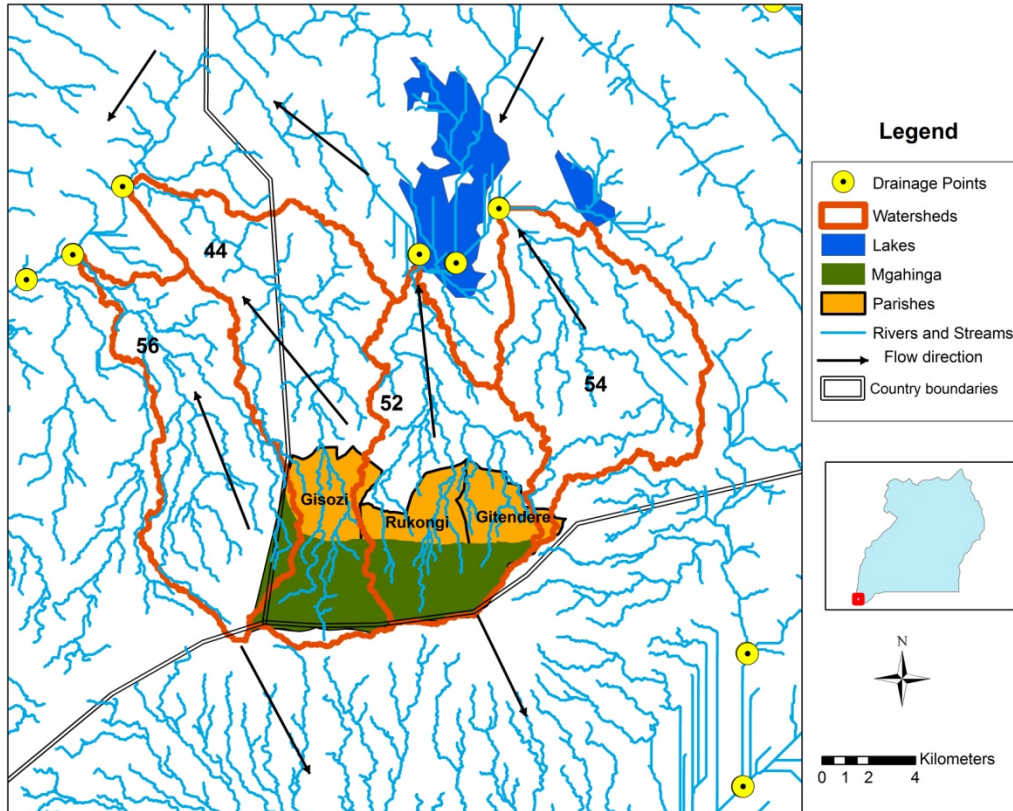 44
56
52
54
Gisozi
Rukongi
Gitendere
Legend
Drainage Points
Watersheds
Lakes
Mgahinga
Parishes
Rivers and Streams
Flow direction
Country boundaries
N
Kilometers
0 1 2 4